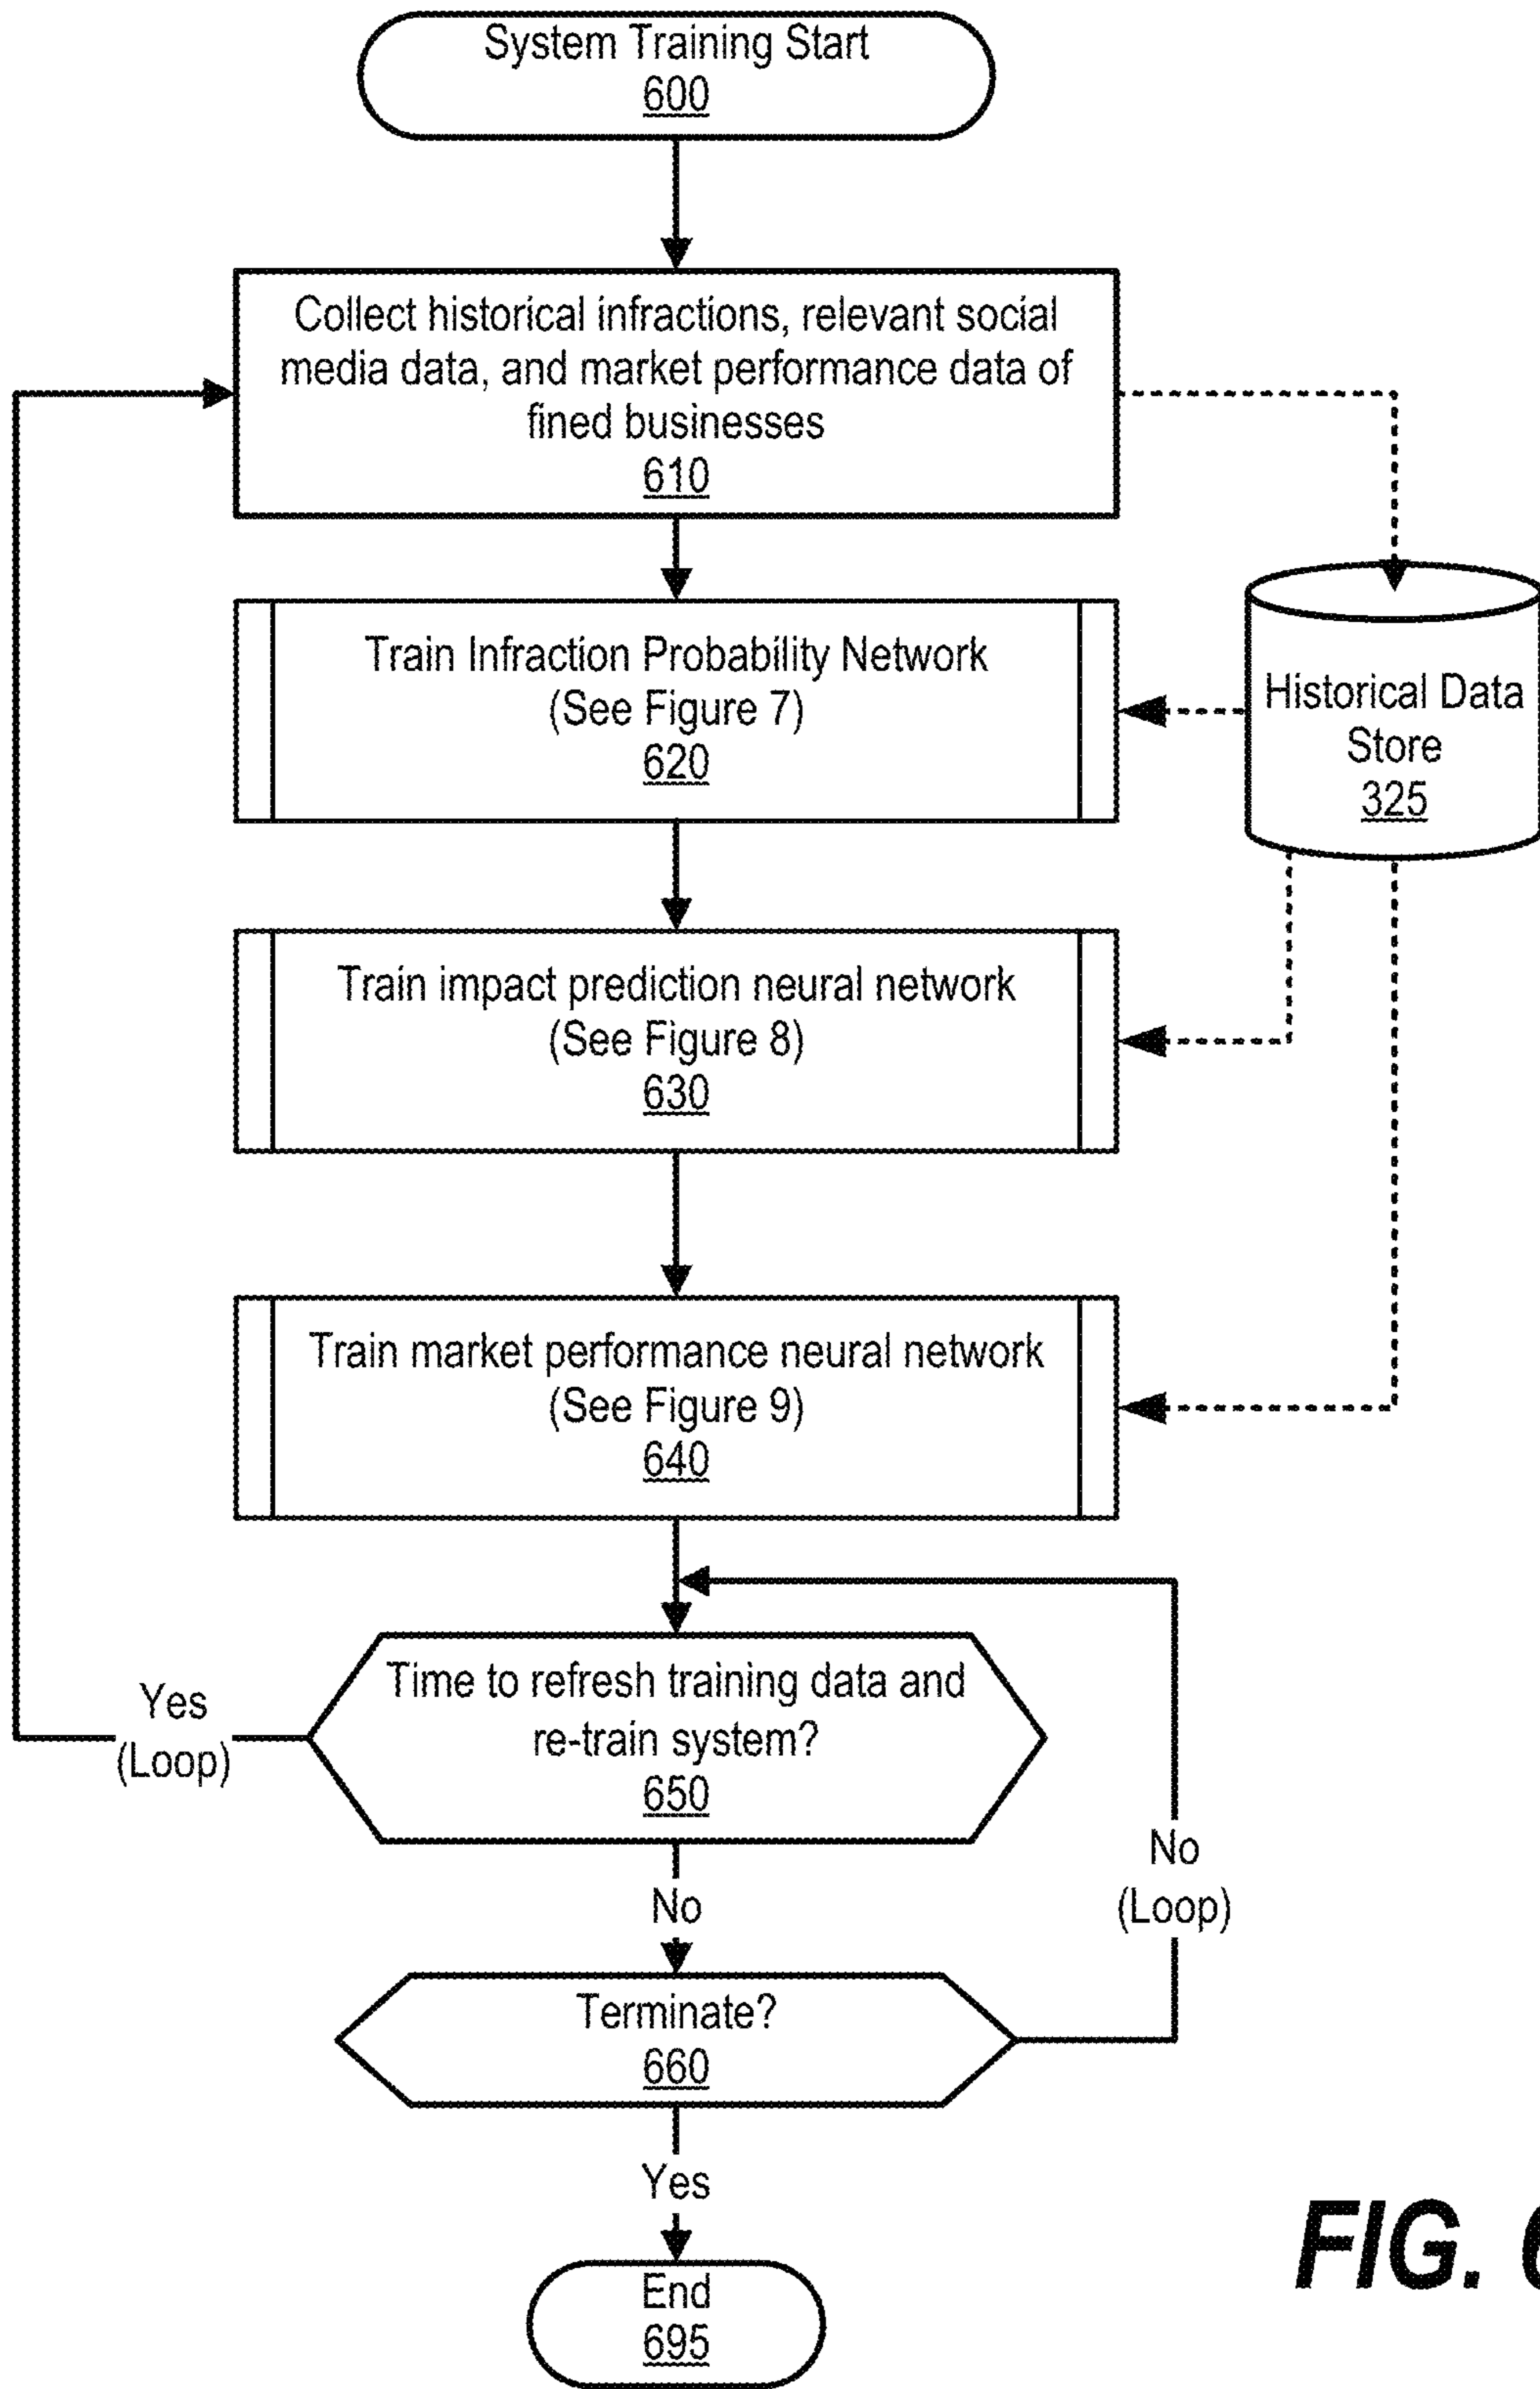 System Training Start
600
Collect historical infractions, relevant social
media data, and market performance data of
fined businesses
610
Train Infraction Probability Network
(See Figure 7)
620
Historical Data
Store
325
Train impact prediction neural network
(See Figure 8)
630
Train market performance neural network
(See Figure 9)
640
Time to refresh training data and
re-train system?
650
Yes
(Loop)
No
No
(Loop)
Terminate?
660
Yes
End
695
FIG. 6